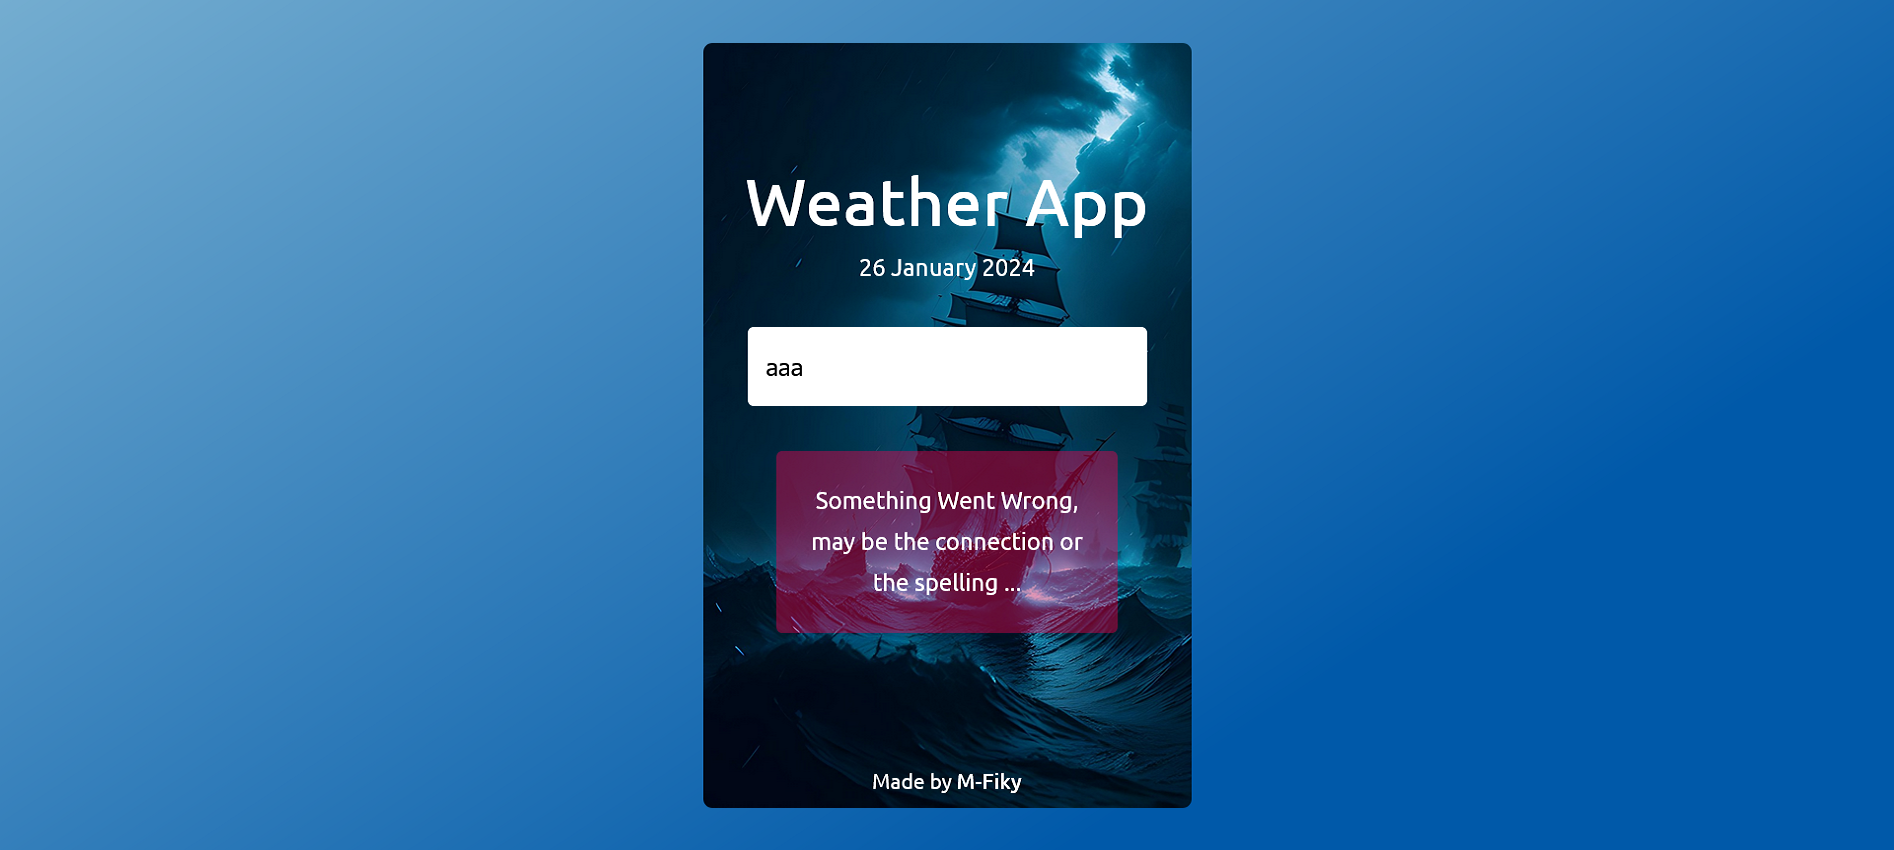 Weather App
26 January 2024
aaa
Something Went Wrong,
may be the connection or
the spelling ...
Made by M-Fiky